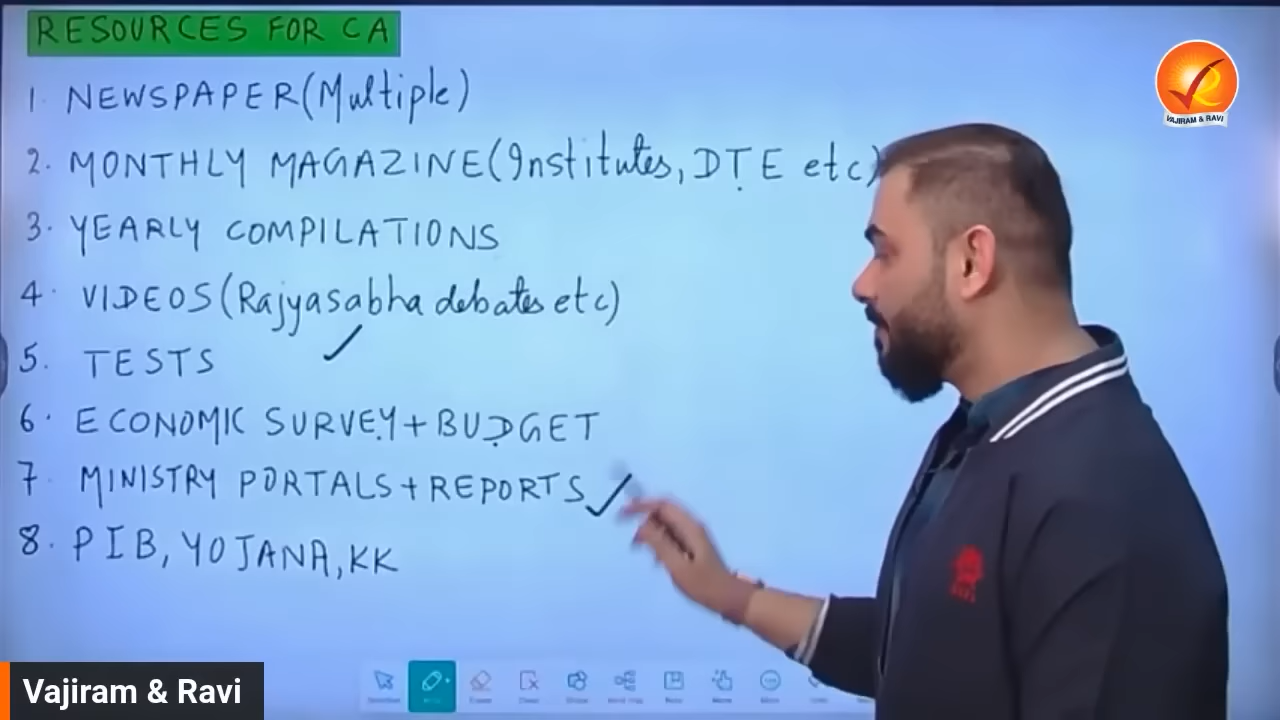 RESOURCES FOR CA
1. NEWSPAPER (Multiple)
2. MONTHLY MAGAZINE (Institutes, DTE etc)
3. YEARLY COMPILATIONS
4. VIDEOS (Rajyasabha debates etc)
5. TESTS
6. ECONOMIC SURVEY + BUDGET
7. MINISTRY PORTALS + REPORTS
8. PIB, YOJANA, KK
VAJIRAM & RAVI
Vajiram & Ravi